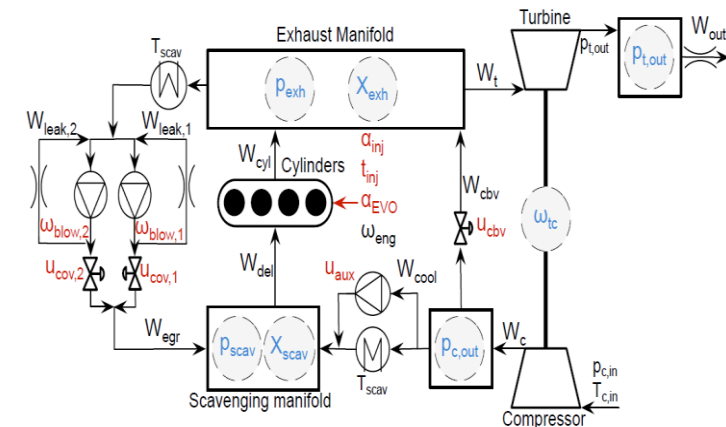 Turbine
Exhaust Manifold
W_out
p_t,out
p_t,out
T_scav
p_exh
X_exh
W_t
W_leak,2
W_leak,1
W_cyl
Cylinders
α_inj
t_inj
α_EVO
ω_eng
W_cbv
u_cbv
ω_tc
ω_blow,2
ω_blow,1
u_cov,2
u_cov,1
W_del
u_aux
W_cool
W_egr
p_scav
X_scav
T_scav
p_c,out
W_c
p_c,in
T_c,in
Scavenging manifold
Compressor